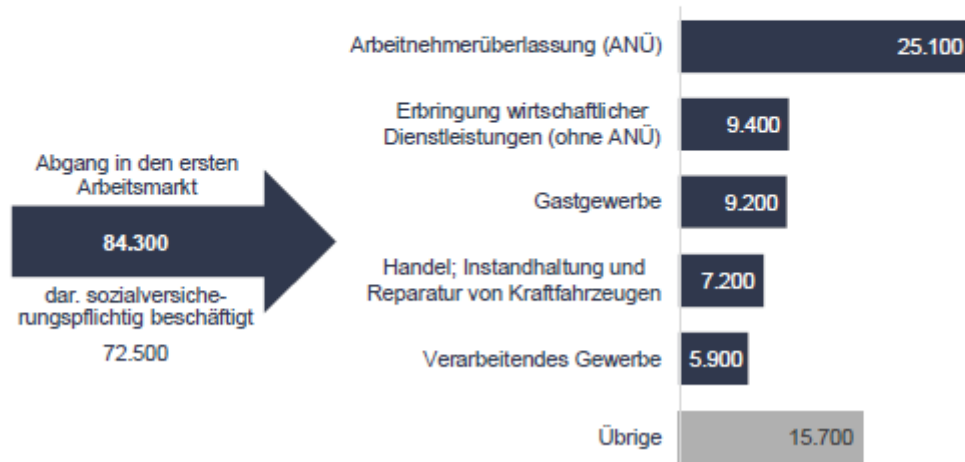 Abgang in den ersten
Arbeitsmarkt
84.300
dar. sozialversiche-
rungspflichtig beschäftigt
72.500
Arbeitnehmerüberlassung (ANÜ)
25.100
Erbringung wirtschaftlicher
Dienstleistungen (ohne ANÜ)
9.400
Gastgewerbe
9.200
Handel; Instandhaltung und
Reparatur von Kraftfahrzeugen
7.200
Verarbeitendes Gewerbe
5.900
Übrige
15.700